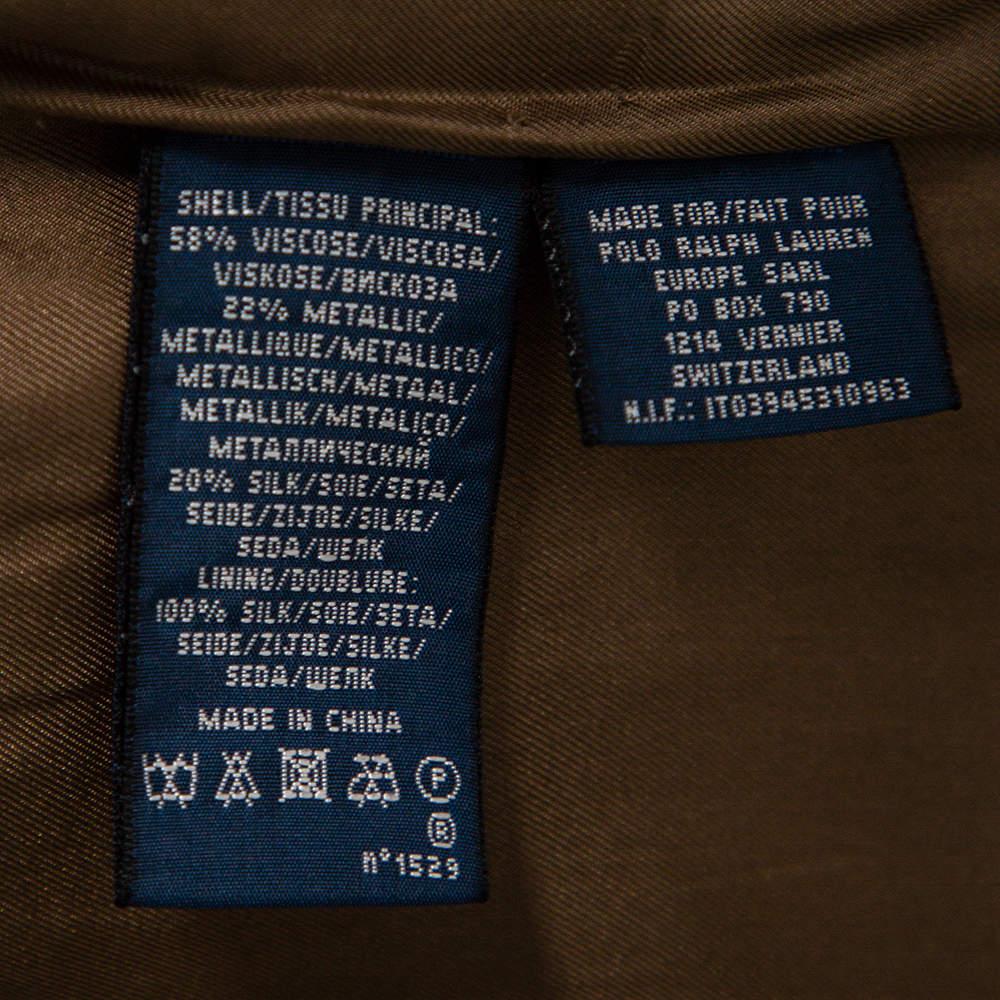 SHELL/TISSU PRINCIPAL:
58% VISCOSE/VISCOSA/
VISKOSE/ВИСКОЗА
22% METALLIC/
METALLIQUE/METALLICO/
METALLISCH/METAAL/
METALLIK/METALICO/
МЕТАЛЛИЧЕСКИЙ
20% SILK/SOIE/SETA/
SEIDE/ZIJDE/SILKE/
SEDA/ШЕЛК
LINING/DOUBLURE:
100% SILK/SOIE/SETA/
SEIDE/ZIJDE/SILKE/
SEDA/ШЕЛК
MADE IN CHINA
P
®
n°1529
MADE FOR/FAIT POUR
POLO RALPH LAUREN
EUROPE SARL
PO BOX 790
1214 VERNIER
SWITZERLAND
N.I.F.: IT03945310963